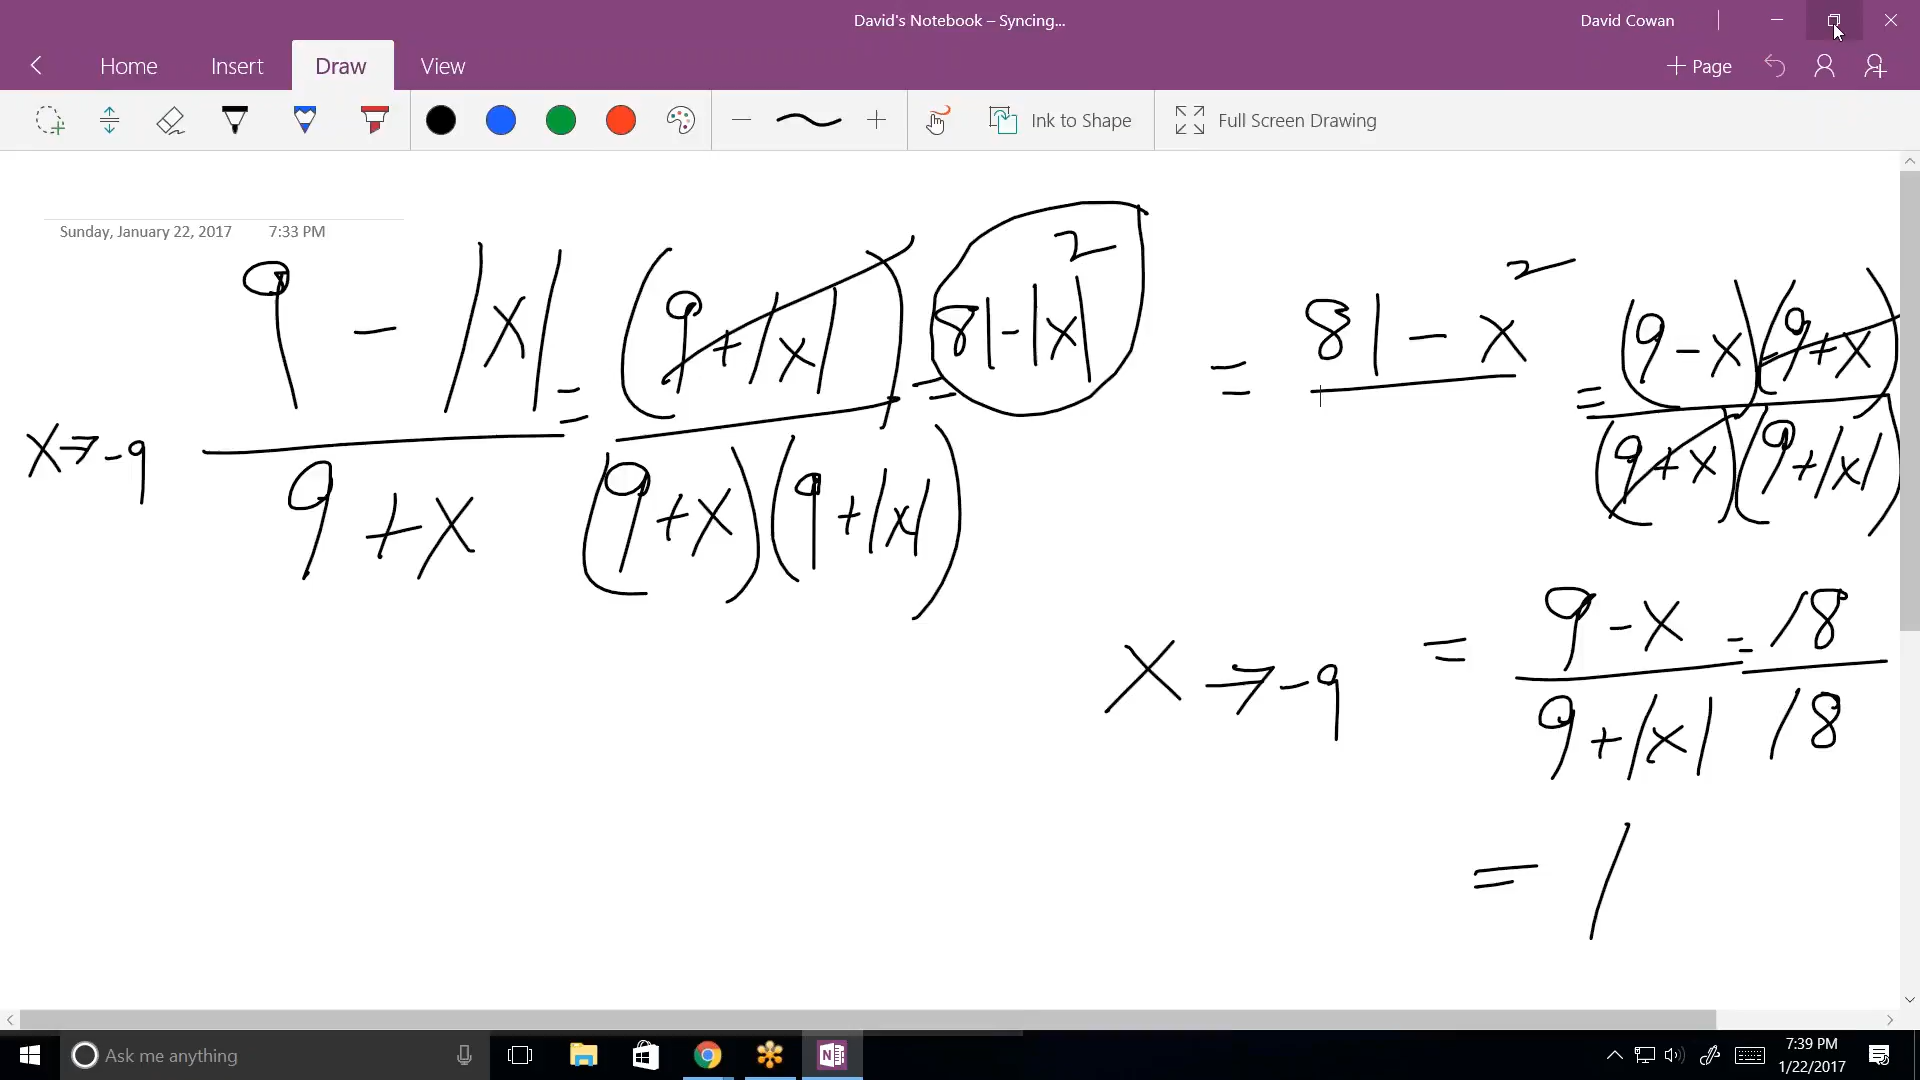 David's Notebook – Syncing...
David Cowan
Home Insert Draw View
Page
Ink to Shape
Full Screen Drawing
Sunday, January 22, 2017 7:33 PM
x→-9
9 - |x|
9 + x
= (9+|x|)
(9+x)(9+|x|)
= 81-|x|²
= 81 - x²
= (9-x)(9+x)
(9+x)(9+|x|)
x→-9
= 9-x
9+|x|
= 18
18
= 1
Ask me anything
7:39 PM
1/22/2017